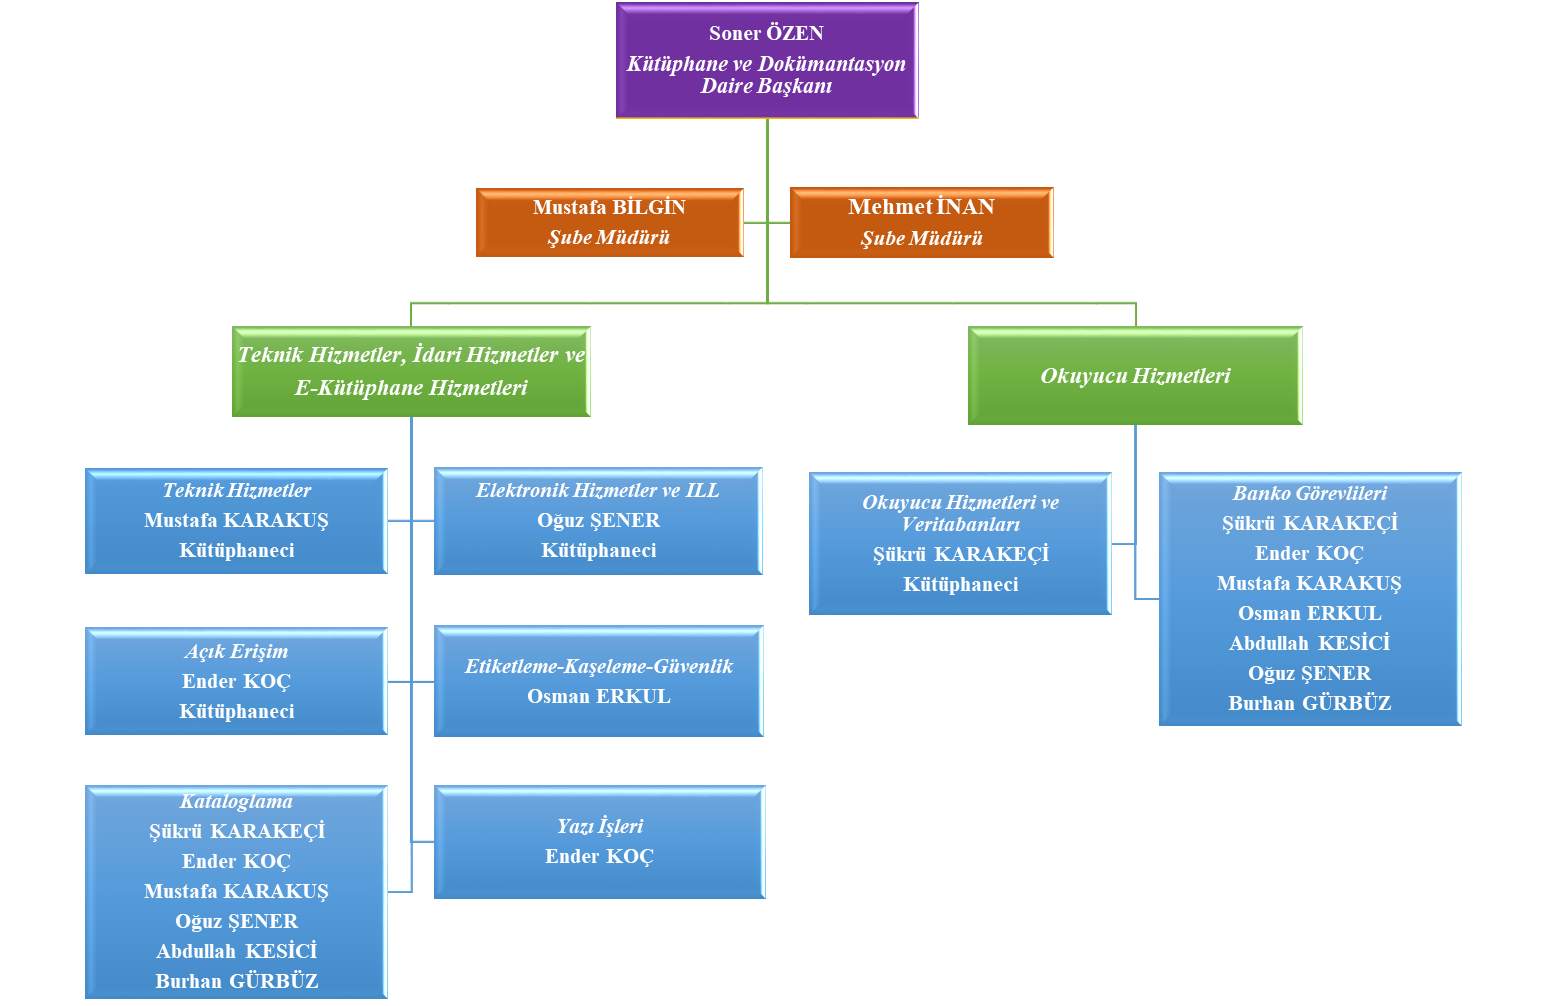 Soner ÖZEN
Kütüphane ve Dokümantasyon
Daire Başkanı
Mustafa BİLGİN
Şube Müdürü
Mehmet İNAN
Şube Müdürü
Teknik Hizmetler, İdari Hizmetler ve
E-Kütüphane Hizmetleri
Okuyucu Hizmetleri
Teknik Hizmetler
Mustafa KARAKUŞ
Kütüphaneci
Elektronik Hizmetler ve ILL
Oğuz ŞENER
Kütüphaneci
Okuyucu Hizmetleri ve
Veritabanları
Şükrü KARAKEÇİ
Kütüphaneci
Banko Görevlileri
Şükrü KARAKEÇİ
Ender KOÇ
Mustafa KARAKUŞ
Osman ERKUL
Abdullah KESİCİ
Oğuz ŞENER
Burhan GÜRBÜZ
Açık Erişim
Ender KOÇ
Kütüphaneci
Etiketleme-Kaşeleme-Güvenlik
Osman ERKUL
Kataloglama
Şükrü KARAKEÇİ
Ender KOÇ
Mustafa KARAKUŞ
Oğuz ŞENER
Abdullah KESİCİ
Burhan GÜRBÜZ
Yazı İşleri
Ender KOÇ